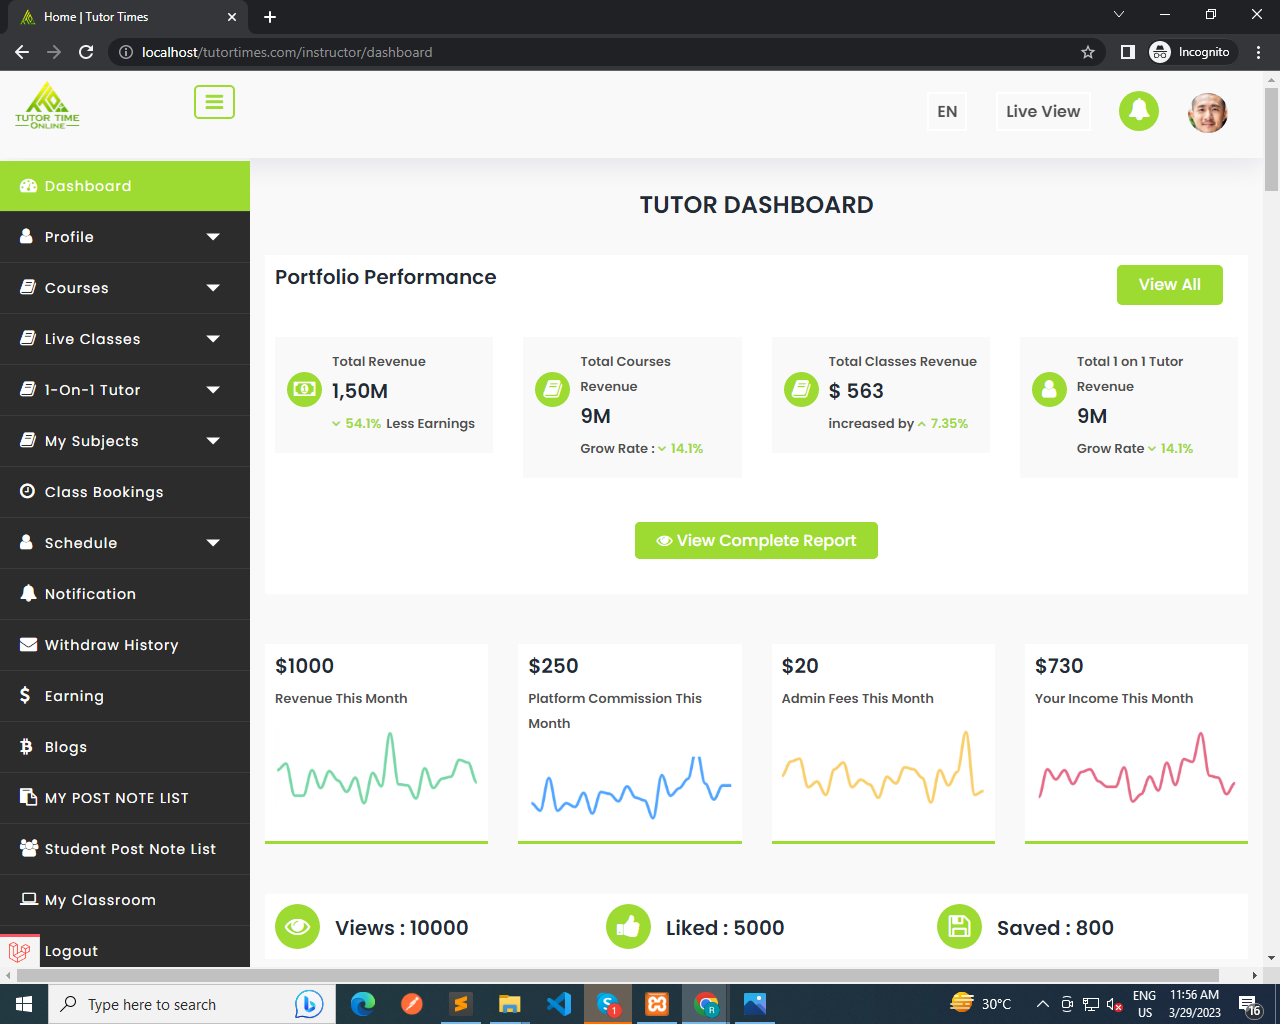 Home | Tutor Times
localhost/tutortimes.com/instructor/dashboard
Incognito
TUTOR TIME
ONLINE
EN
Live View
Dashboard
Profile
Courses
Live Classes
1-On-1 Tutor
My Subjects
Class Bookings
Schedule
Notification
Withdraw History
Earning
Blogs
MY POST NOTE LIST
Student Post Note List
My Classroom
Logout
TUTOR DASHBOARD
Portfolio Performance
View All
Total Revenue
1,50M
54.1% Less Earnings
Total Courses
Revenue
9M
Grow Rate : 14.1%
Total Classes Revenue
$ 563
increased by 7.35%
Total 1 on 1 Tutor
Revenue
9M
Grow Rate 14.1%
View Complete Report
$1000
Revenue This Month
$250
Platform Commission This
Month
$20
Admin Fees This Month
$730
Your Income This Month
Views : 10000
Liked : 5000
Saved : 800
Type here to search
1
R
30°C
ENG
US
11:56 AM
3/29/2023
16